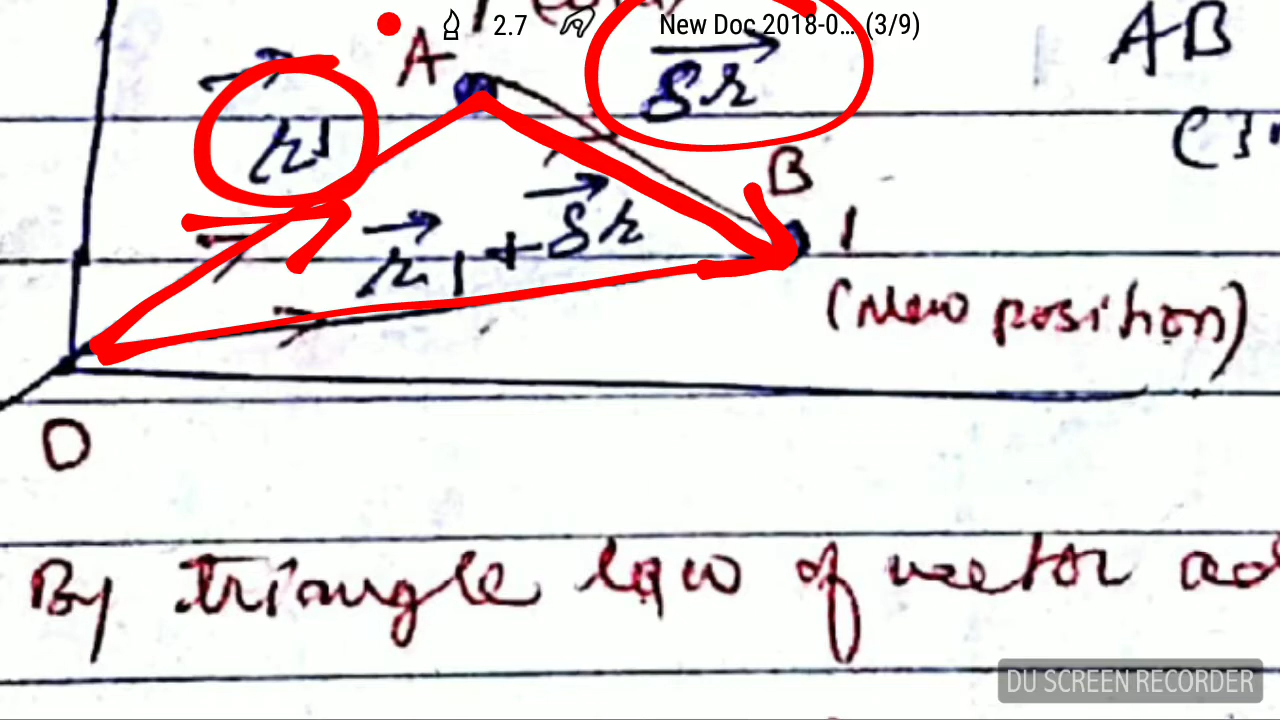 2.7 New Doc 2018-0... (3/9)
A
δr
AB
r1
B
r1 + δr
1
(New position)
O
By triangle law of vector ad
DU SCREEN RECORDER